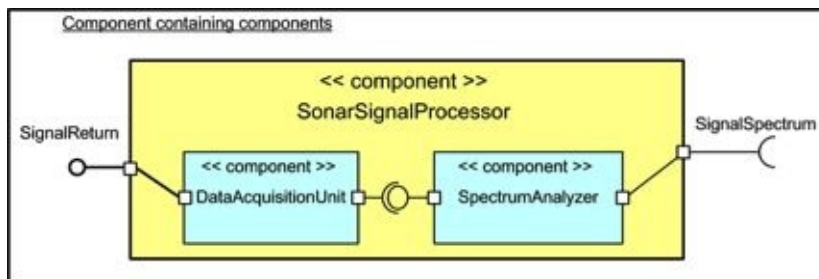 Component containing components
<< component >>
SonarSignalProcessor
SignalReturn
SignalSpectrum
<< component >>
DataAcquisitionUnit
<< component >>
SpectrumAnalyzer